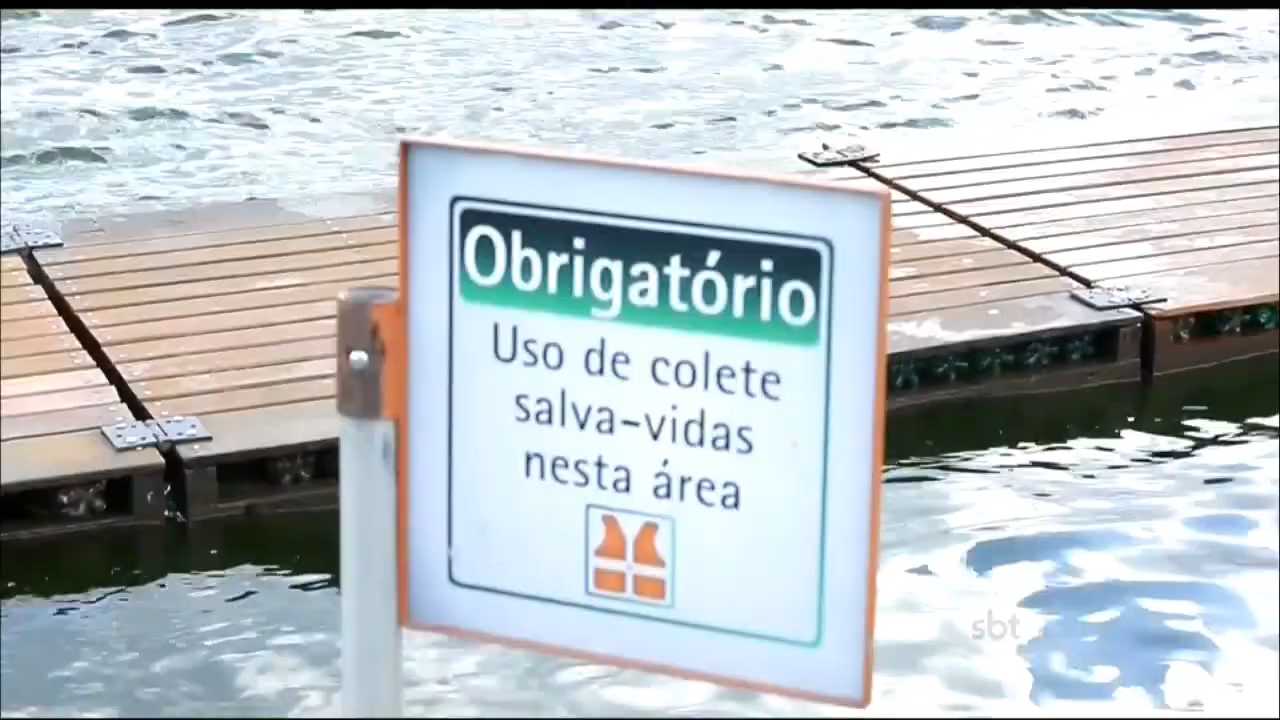 Obrigatório
Uso de colete
salva-vidas
nesta área
sbt